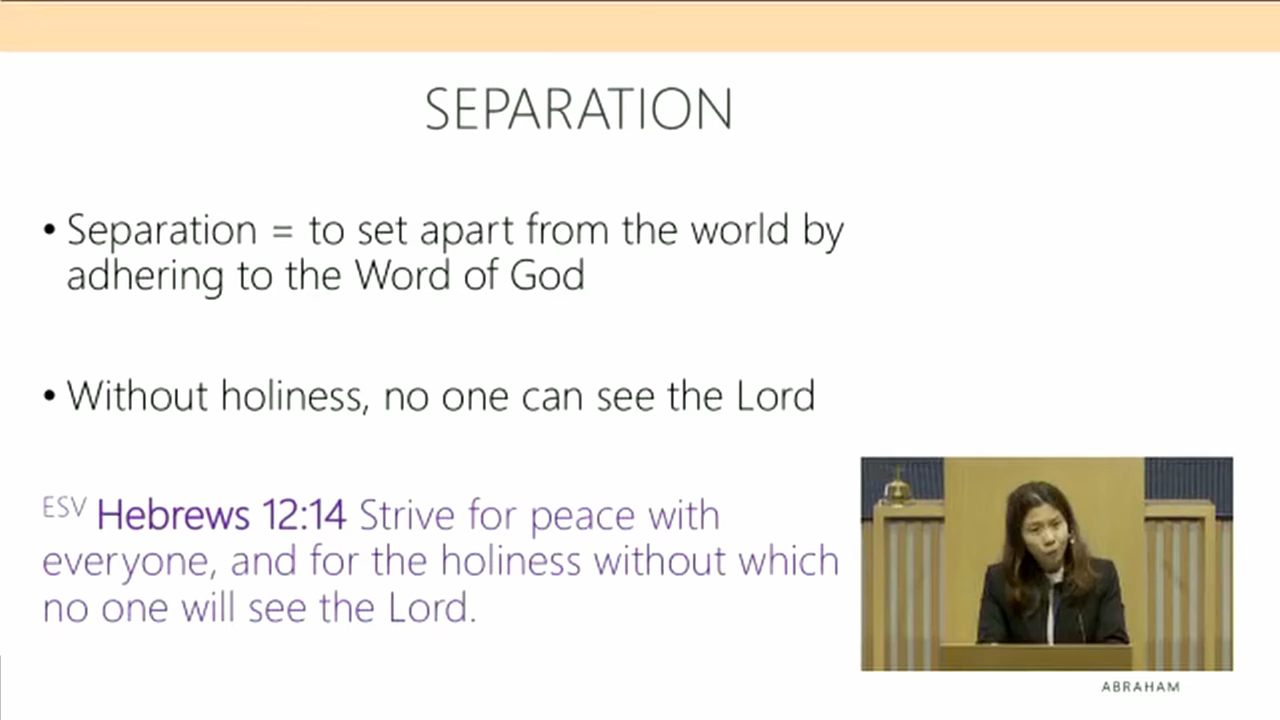 SEPARATION
• Separation = to set apart from the world by
adhering to the Word of God
• Without holiness, no one can see the Lord
ESV Hebrews 12:14 Strive for peace with
everyone, and for the holiness without which
no one will see the Lord.
ABRAHAM